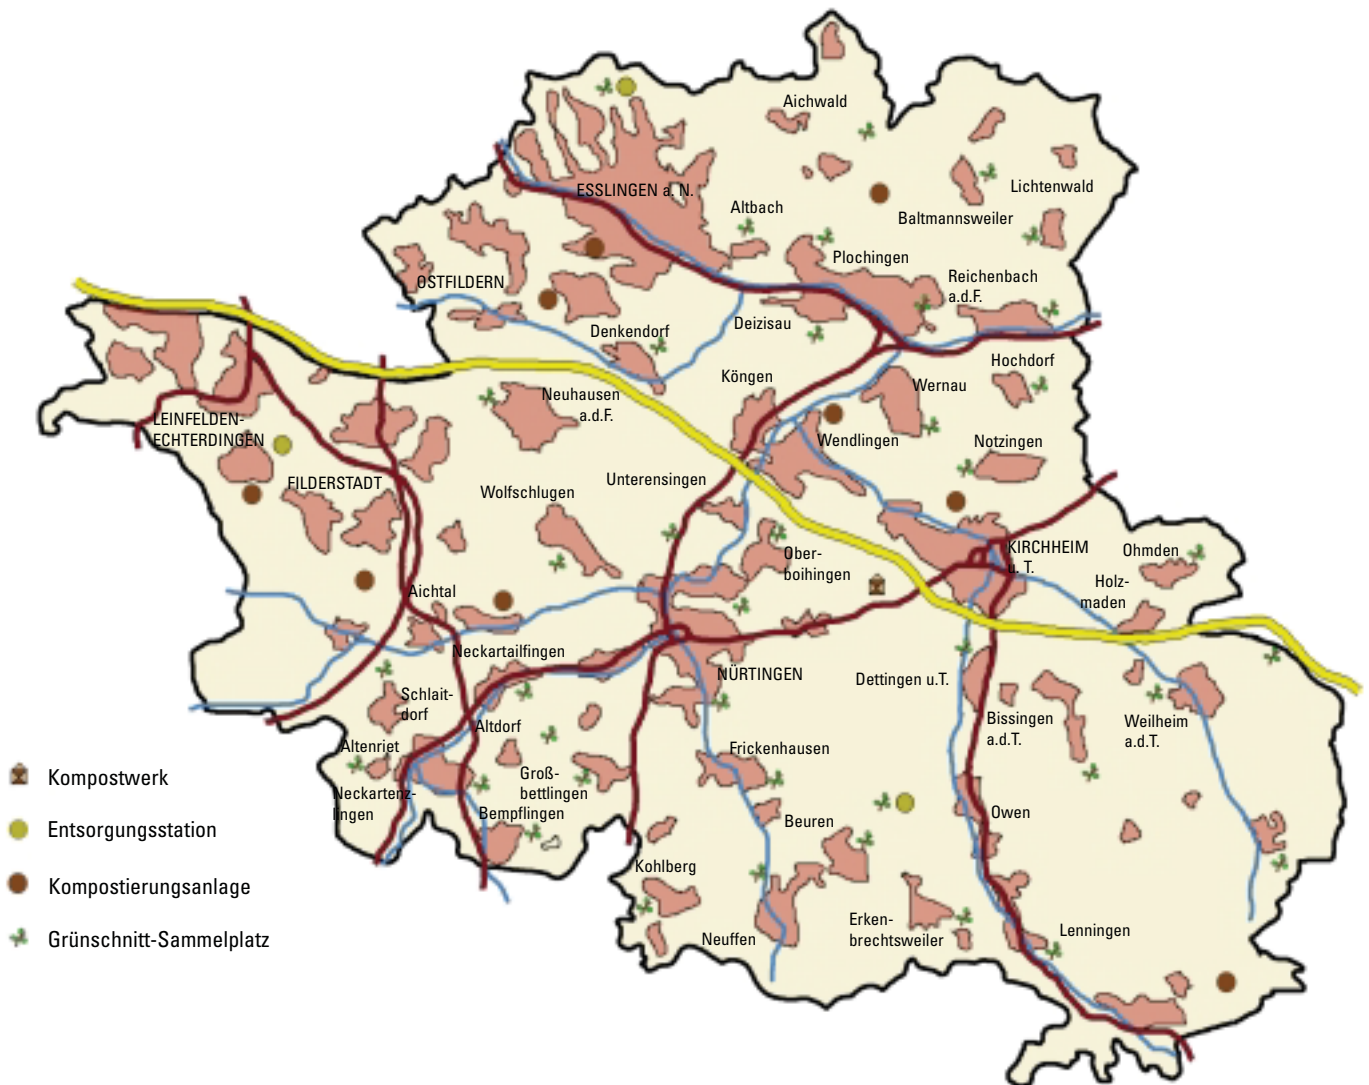 Aichwald
Lichtenwald
ESSLINGEN a. N.
Altbach
Baltmannsweiler
Plochingen
Reichenbach
a.d.F.
OSTFILDERN
Denkendorf
Deizisau
Hochdorf
Köngen
Wernau
Neuhausen
a.d.F.
LEINFELDEN-
ECHTERDINGEN
Wendlingen
Notzingen
FILDERSTADT
Wolfschlugen
Unterensingen
Ober-
boihingen
KIRCHHEIM
u. T.
Ohmden
Holz-
maden
Aichtal
Neckartailfingen
NÜRTINGEN
Dettingen u.T.
Schlait-
dorf
Altdorf
Bissingen
a.d.T.
Weilheim
a.d.T.
Altenriet
Frickenhausen
Groß-
bettlingen
Neckartenz-
lingen
Bempflingen
Beuren
Owen
Kohlberg
Erken-
brechtsweiler
Neuffen
Lenningen
Kompostwerk
Entsorgungsstation
Kompostierungsanlage
Grünschnitt-Sammelplatz